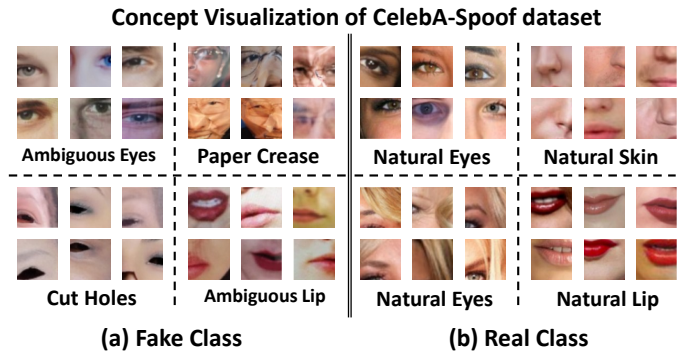 Concept Visualization of CelebA-Spoof dataset
Ambiguous Eyes
Paper Crease
Natural Eyes
Natural Skin
Cut Holes
Ambiguous Lip
Natural Eyes
Natural Lip
(a) Fake Class
(b) Real Class